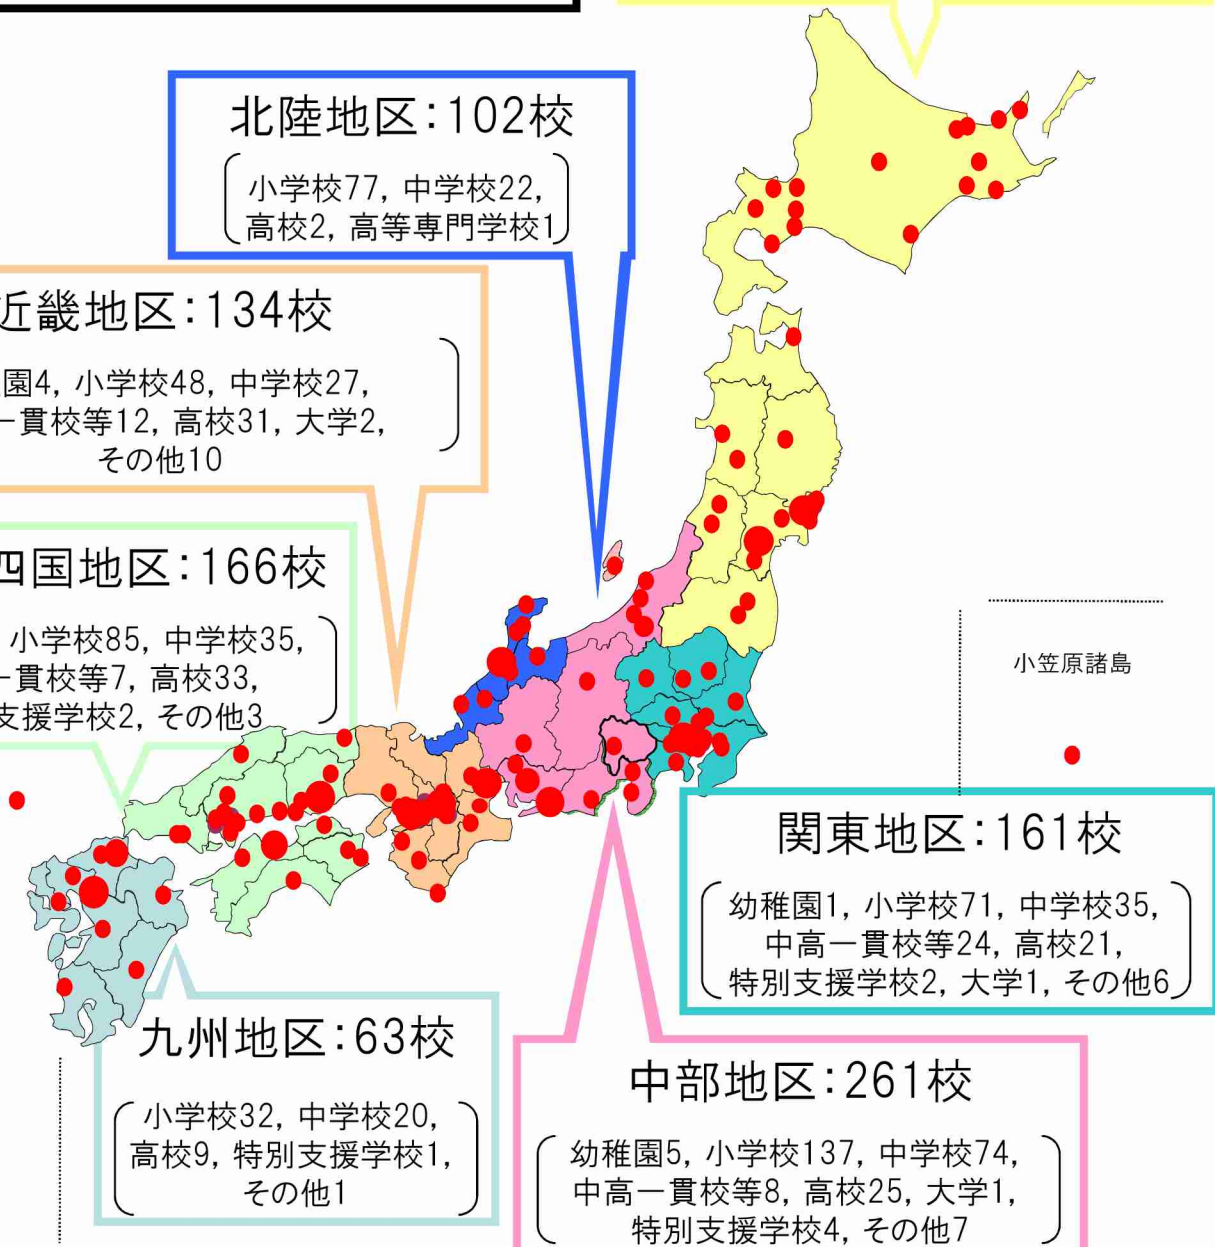 北陸地区：102校
小学校77，中学校22，
高校2，高等専門学校1
近畿地区：134校
園4，小学校48，中学校27，
一貫校等12，高校31，大学2，
その他10
四国地区：166校
小学校85，中学校35，
一貫校等7，高校33，
支援学校2，その他3
小笠原諸島
関東地区：161校
幼稚園1，小学校71，中学校35，
中高一貫校等24，高校21，
特別支援学校2，大学1，その他6
九州地区：63校
小学校32，中学校20，
高校9，特別支援学校1，
その他1
中部地区：261校
幼稚園5，小学校137，中学校74，
中高一貫校等8，高校25，大学1，
特別支援学校4，その他7